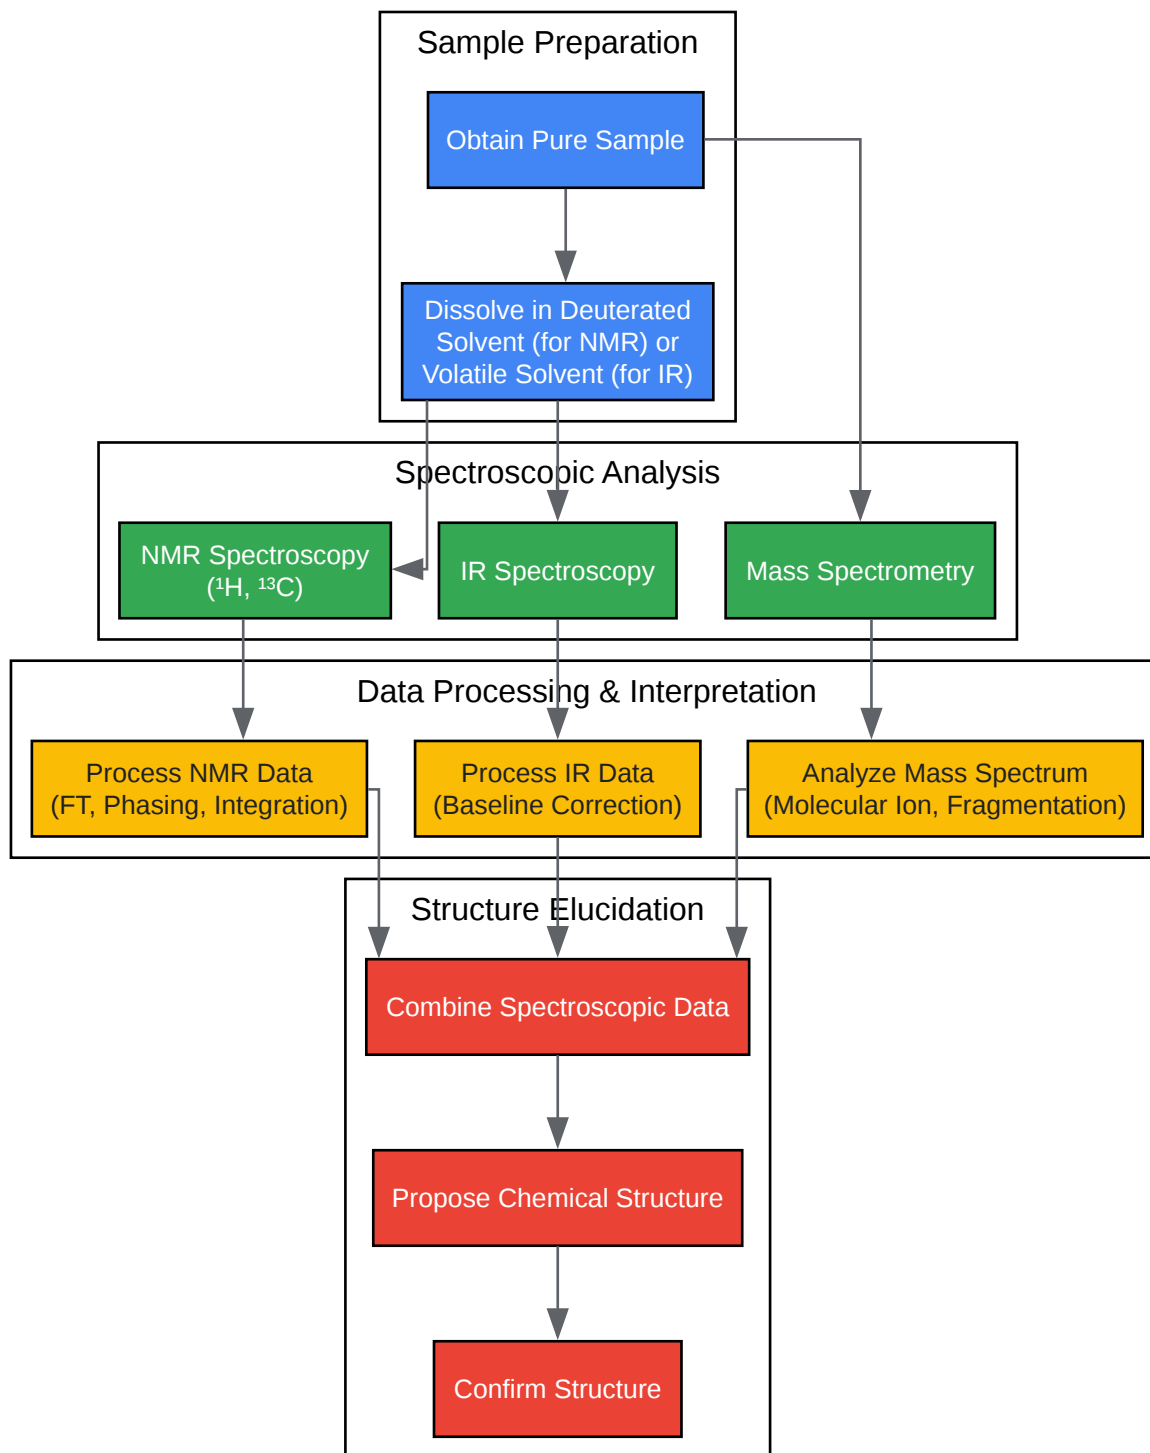 Sample Preparation
Obtain Pure Sample
Dissolve in Deuterated
Solvent (for NMR) or
Volatile Solvent (for IR)
Spectroscopic Analysis
NMR Spectroscopy
(¹H, ¹³C)
IR Spectroscopy
Mass Spectrometry
Data Processing & Interpretation
Process NMR Data
(FT, Phasing, Integration)
Process IR Data
(Baseline Correction)
Analyze Mass Spectrum
(Molecular Ion, Fragmentation)
Structure Elucidation
Combine Spectroscopic Data
Propose Chemical Structure
Confirm Structure